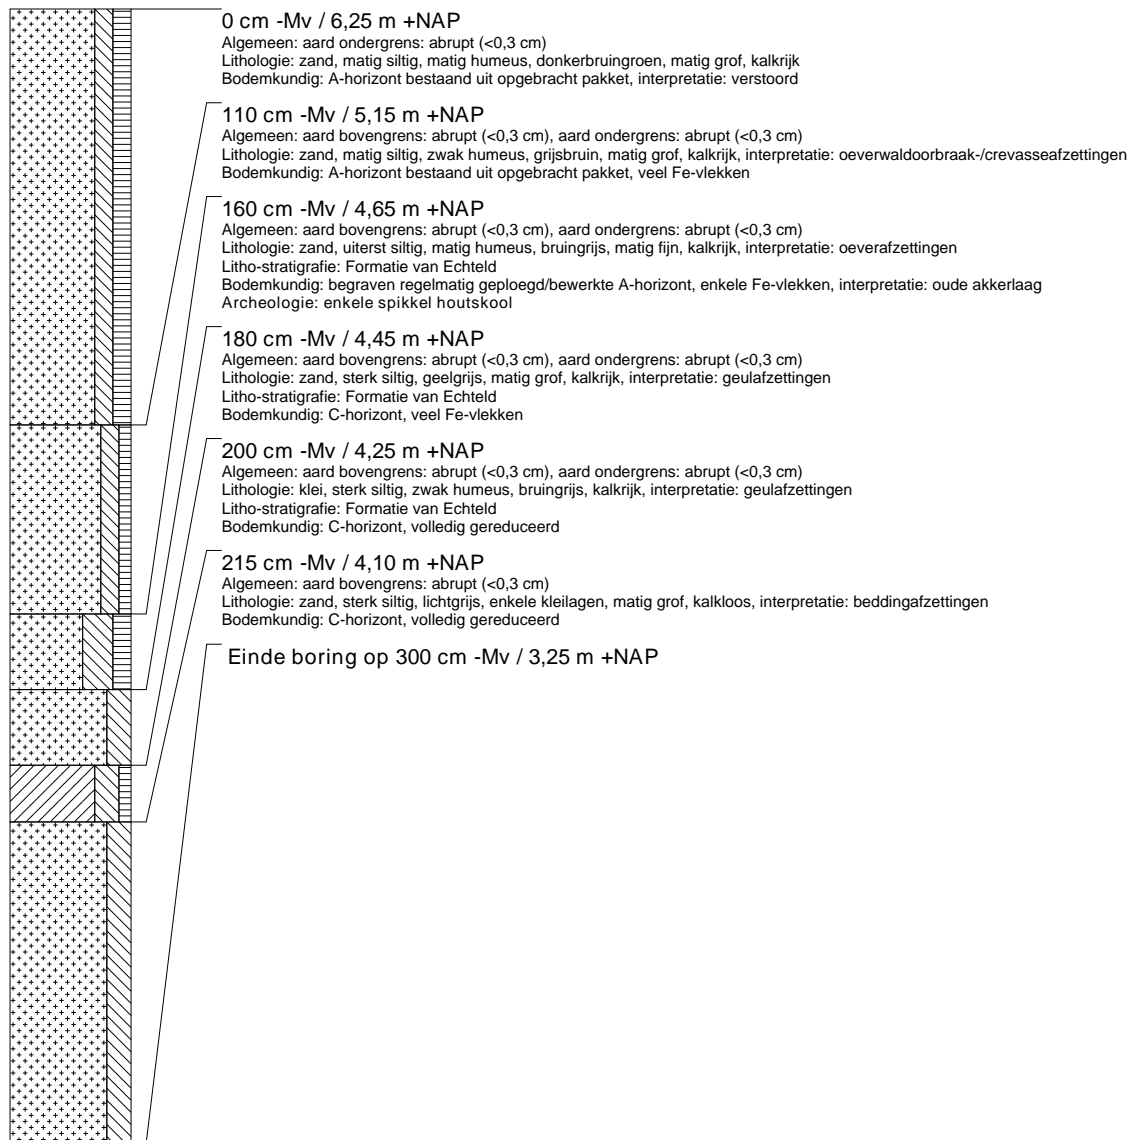 0 cm -Mv / 6,25 m +NAP
Algemeen: aard ondergrens: abrupt (<0,3 cm)
Lithologie: zand, matig siltig, matig humeus, donkerbruingroen, matig grof, kalkrijk
Bodemkundig: A-horizont bestaand uit opgebracht pakket, interpretatie: verstoord
110 cm -Mv / 5,15 m +NAP
Algemeen: aard bovengrens: abrupt (<0,3 cm), aard ondergrens: abrupt (<0,3 cm)
Lithologie: zand, matig siltig, zwak humeus, grijsbruin, matig grof, kalkrijk, interpretatie: oeverwaldoorbraak-/crevasseafzettingen
Bodemkundig: A-horizont bestaand uit opgebracht pakket, veel Fe-vlekken
160 cm -Mv / 4,65 m +NAP
Algemeen: aard bovengrens: abrupt (<0,3 cm), aard ondergrens: abrupt (<0,3 cm)
Lithologie: zand, uiterst siltig, matig humeus, bruingrijs, matig fijn, kalkrijk, interpretatie: oeverafzettingen
Litho-stratigrafie: Formatie van Echteld
Bodemkundig: begraven regelmatig geploegd/bewerkte A-horizont, enkele Fe-vlekken, interpretatie: oude akkerlaag
Archeologie: enkele spikkel houtskool
180 cm -Mv / 4,45 m +NAP
Algemeen: aard bovengrens: abrupt (<0,3 cm), aard ondergrens: abrupt (<0,3 cm)
Lithologie: zand, sterk siltig, geelgrijs, matig grof, kalkrijk, interpretatie: geulafzettingen
Litho-stratigrafie: Formatie van Echteld
Bodemkundig: C-horizont, veel Fe-vlekken
200 cm -Mv / 4,25 m +NAP
Algemeen: aard bovengrens: abrupt (<0,3 cm), aard ondergrens: abrupt (<0,3 cm)
Lithologie: klei, sterk siltig, zwak humeus, bruingrijs, kalkrijk, interpretatie: geulafzettingen
Litho-stratigrafie: Formatie van Echteld
Bodemkundig: C-horizont, volledig gereduceerd
215 cm -Mv / 4,10 m +NAP
Algemeen: aard bovengrens: abrupt (<0,3 cm)
Lithologie: zand, sterk siltig, lichtgrijs, enkele kleilagen, matig grof, kalkloos, interpretatie: beddingafzettingen
Bodemkundig: C-horizont, volledig gereduceerd
Einde boring op 300 cm -Mv / 3,25 m +NAP